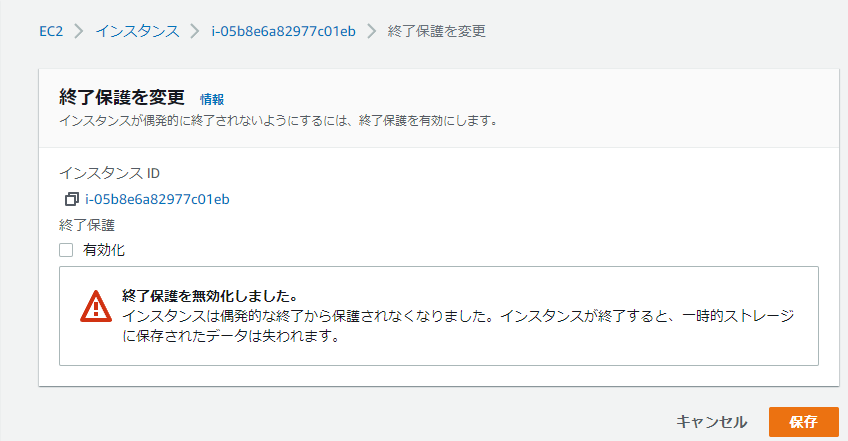 EC2 > インスタンス > i-05b8e6a82977c01eb > 終了保護を変更
終了保護を変更 情報
インスタンスが偶発的に終了されないようにするには、終了保護を有効にします。
インスタンス ID
i-05b8e6a82977c01eb
終了保護
有効化
終了保護を無効化しました。
インスタンスは偶発的な終了から保護されなくなりました。インスタンスが終了すると、一時的ストレージ
に保存されたデータは失われます。
キャンセル 保存